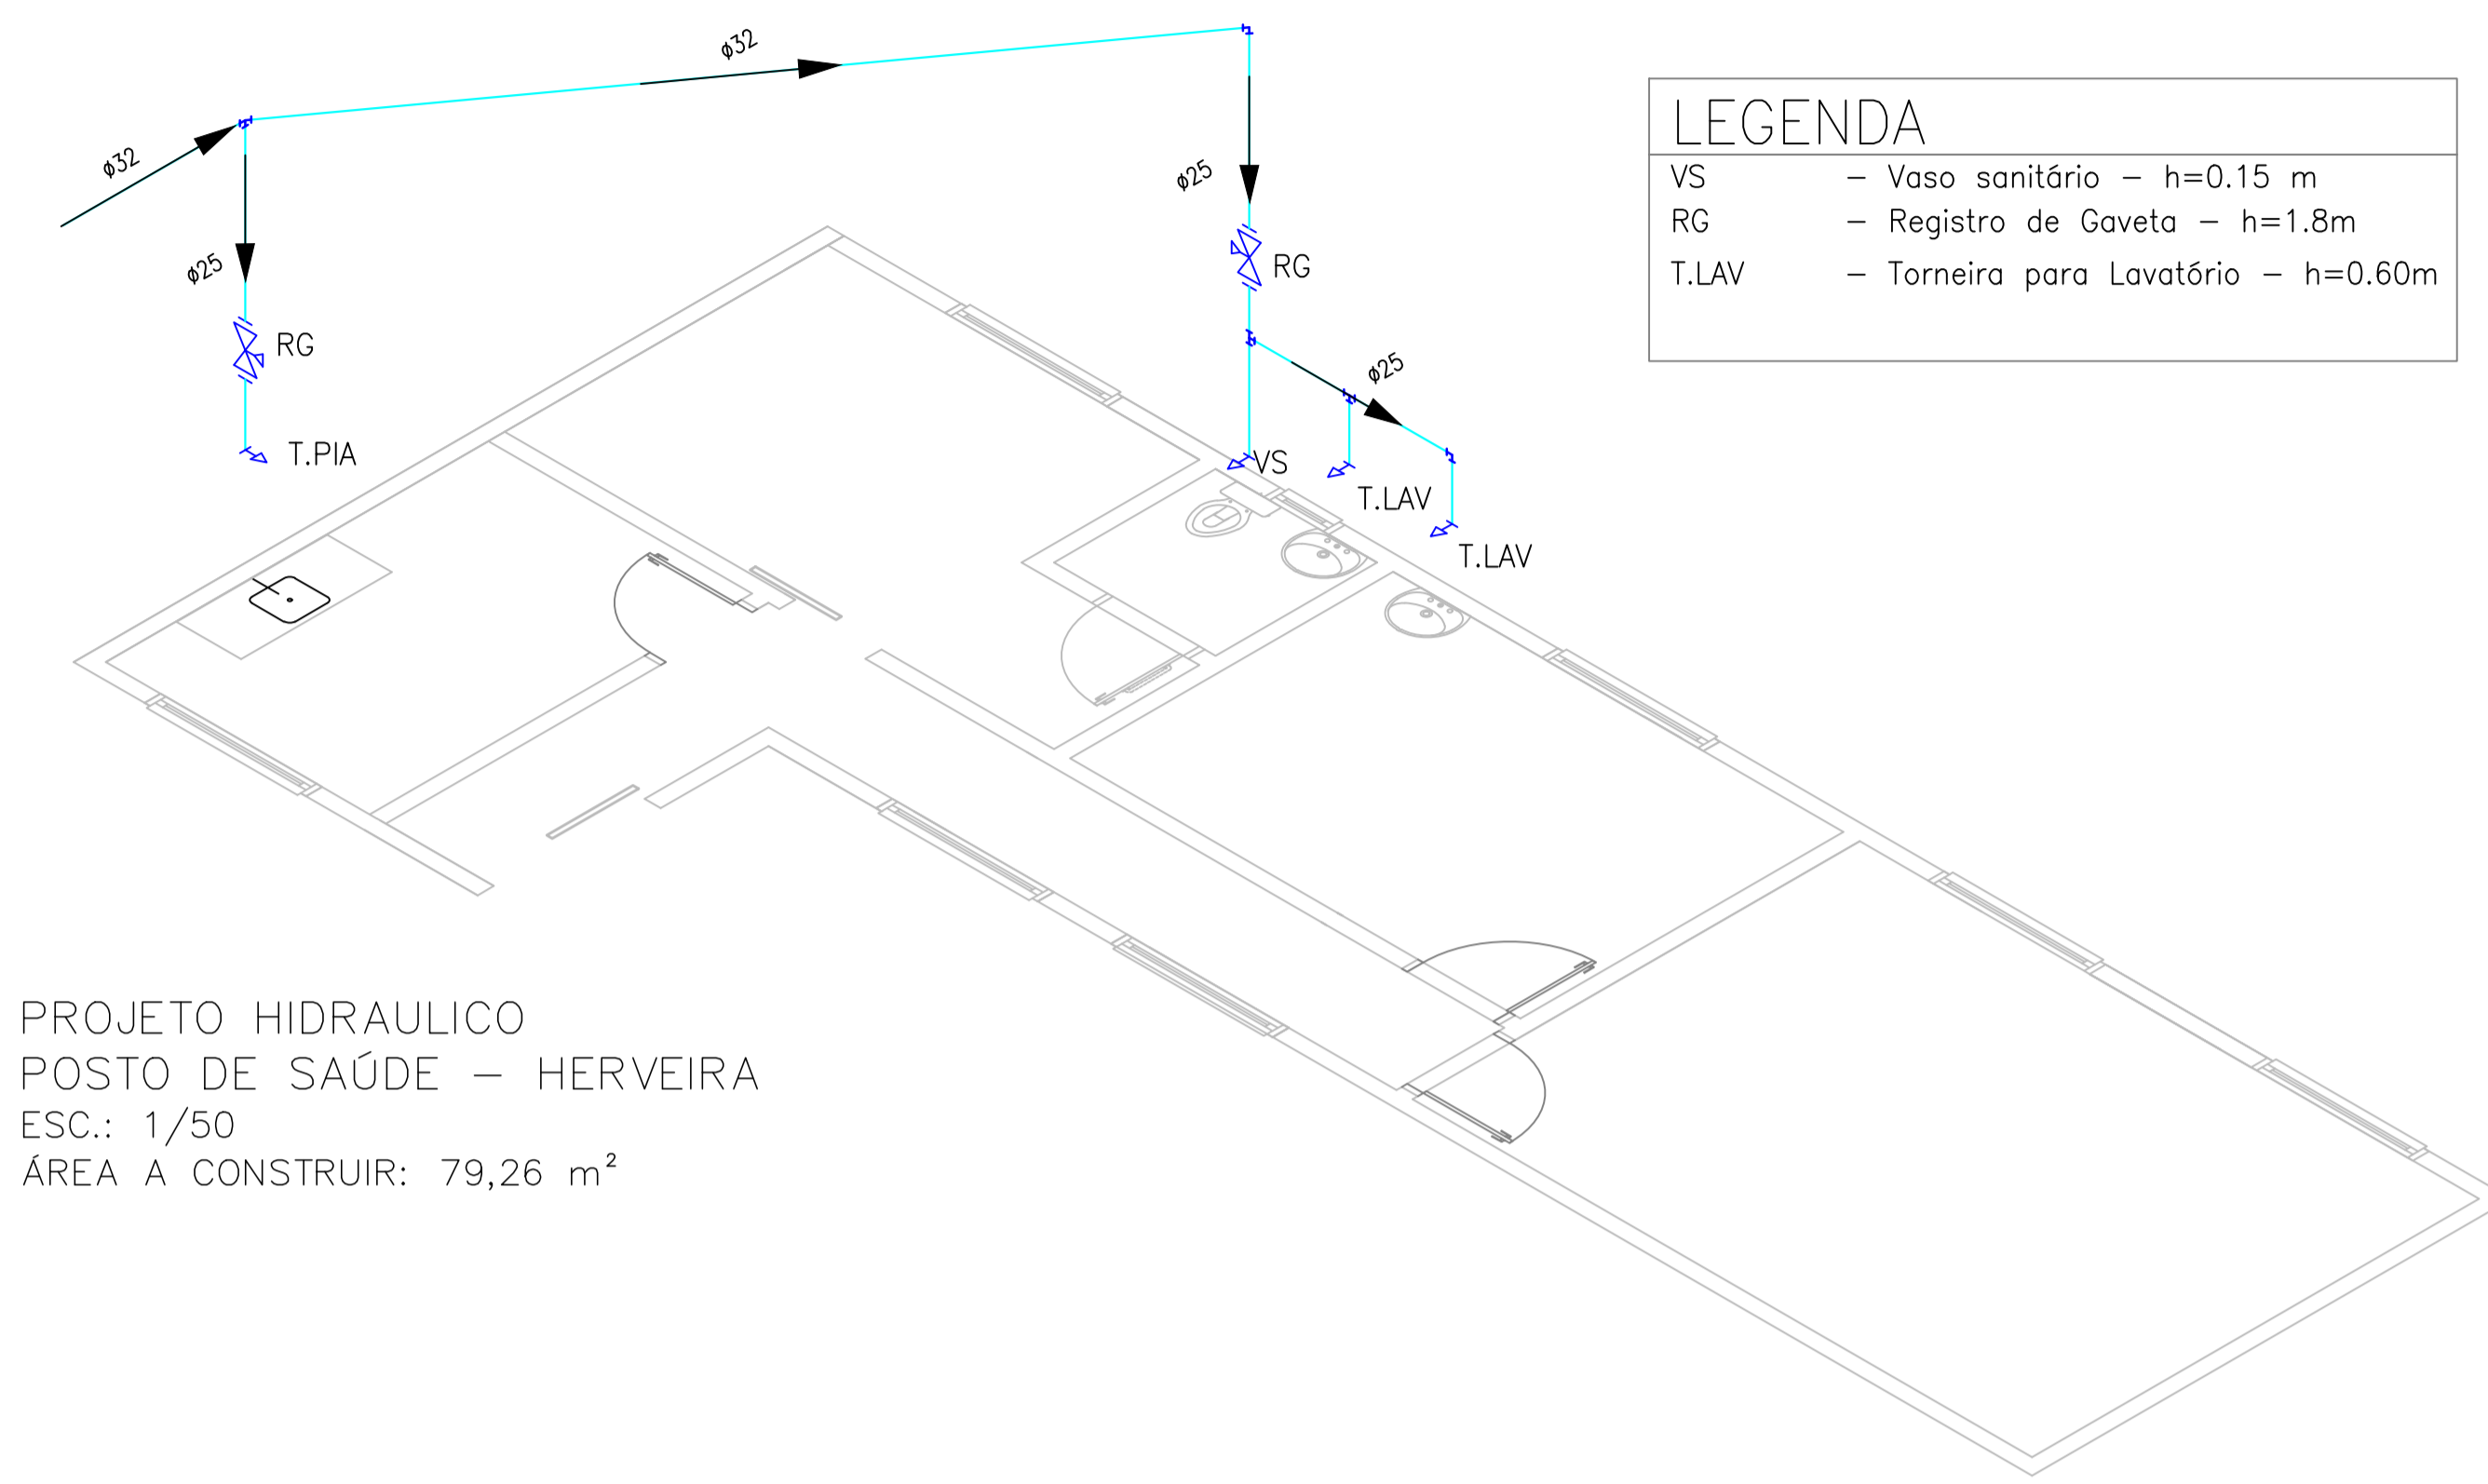 ø32
ø32
ø25
ø25
RG
RG
ø25
T.PIA
VS
T.LAV
T.LAV
LEGENDA
VS – Vaso sanitário – h=0.15 m
RG – Registro de Gaveta – h=1.8m
T.LAV – Torneira para Lavatório – h=0.60m
PROJETO HIDRAULICO
POSTO DE SAÚDE – HERVEIRA
ESC.: 1/50
ÁREA A CONSTRUIR: 79,26 m²